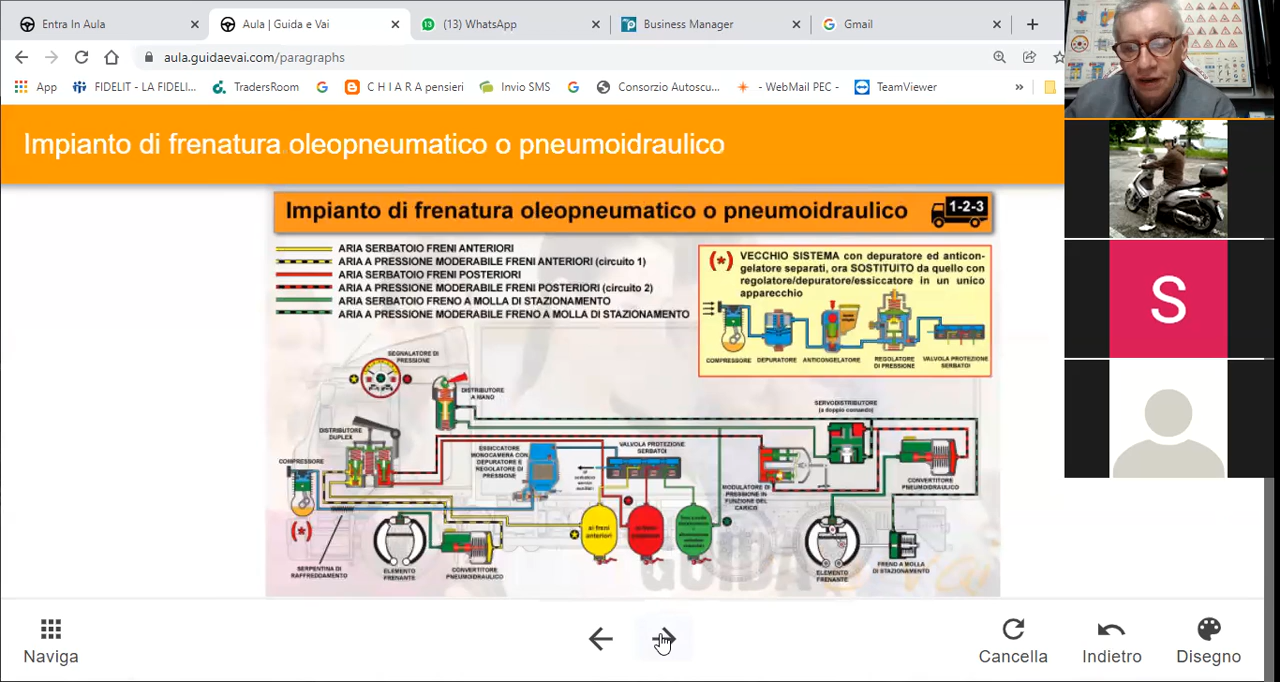 Entra In Aula
Aula | Guida e Vai
(13) WhatsApp
Business Manager
Gmail
aula.guidaevai.com/paragraphs
App
FIDELIT - LA FIDELI...
TradersRoom
C H I A R A pensieri
Invio SMS
Consorzio Autoscu...
- WebMail PEC -
TeamViewer
»
Impianto di frenatura oleopneumatico o pneumoidraulico
Impianto di frenatura oleopneumatico o pneumoidraulico
1-2-3
ARIA SERBATOIO FRENI ANTERIORI
ARIA A PRESSIONE MODERABILE FRENI ANTERIORI (circuito 1)
ARIA SERBATOIO FRENI POSTERIORI
ARIA A PRESSIONE MODERABILE FRENI POSTERIORI (circuito 2)
ARIA SERBATOIO FRENO A MOLLA DI STAZIONAMENTO
ARIA A PRESSIONE MODERABILE FRENO A MOLLA DI STAZIONAMENTO
(*) VECCHIO SISTEMA con depuratore ed anticon-
gelatore separati, ora SOSTITUITO da quello con
regolatore/depuratore/essiccatore in un unico
apparecchio
COMPRESSORE
DEPURATORE
ANTICONGELATORE
REGOLATORE
DI PRESSIONE
VALVOLA PROTEZIONE
SERBATOI
SEGNALATORE DI
PRESSIONE
DISTRIBUTORE
A MANO
DISTRIBUTORE
DUPLEX
COMPRESSORE
(*)
SERPENTINA DI
RAFFREDDAMENTO
ELEMENTO
FRENANTE
CONVERTITORE
PNEUMOIDRAULICO
ESSICCATORE
MONOCAMERA CON
DEPURATORE E
REGOLATORE DI
PRESSIONE
VALVOLA PROTEZIONE
SERBATOI
ai freni
anteriori
MODULATORE DI
PRESSIONE IN
FUNZIONE DEL
CARICO
SERVODISTRIBUTORE
(a doppio comando)
CONVERTITORE
PNEUMOIDRAULICO
ELEMENTO
FRENANTE
FRENO A MOLLA
DI STAZIONAMENTO
GUIDA
S
Naviga
Cancella
Indietro
Disegno